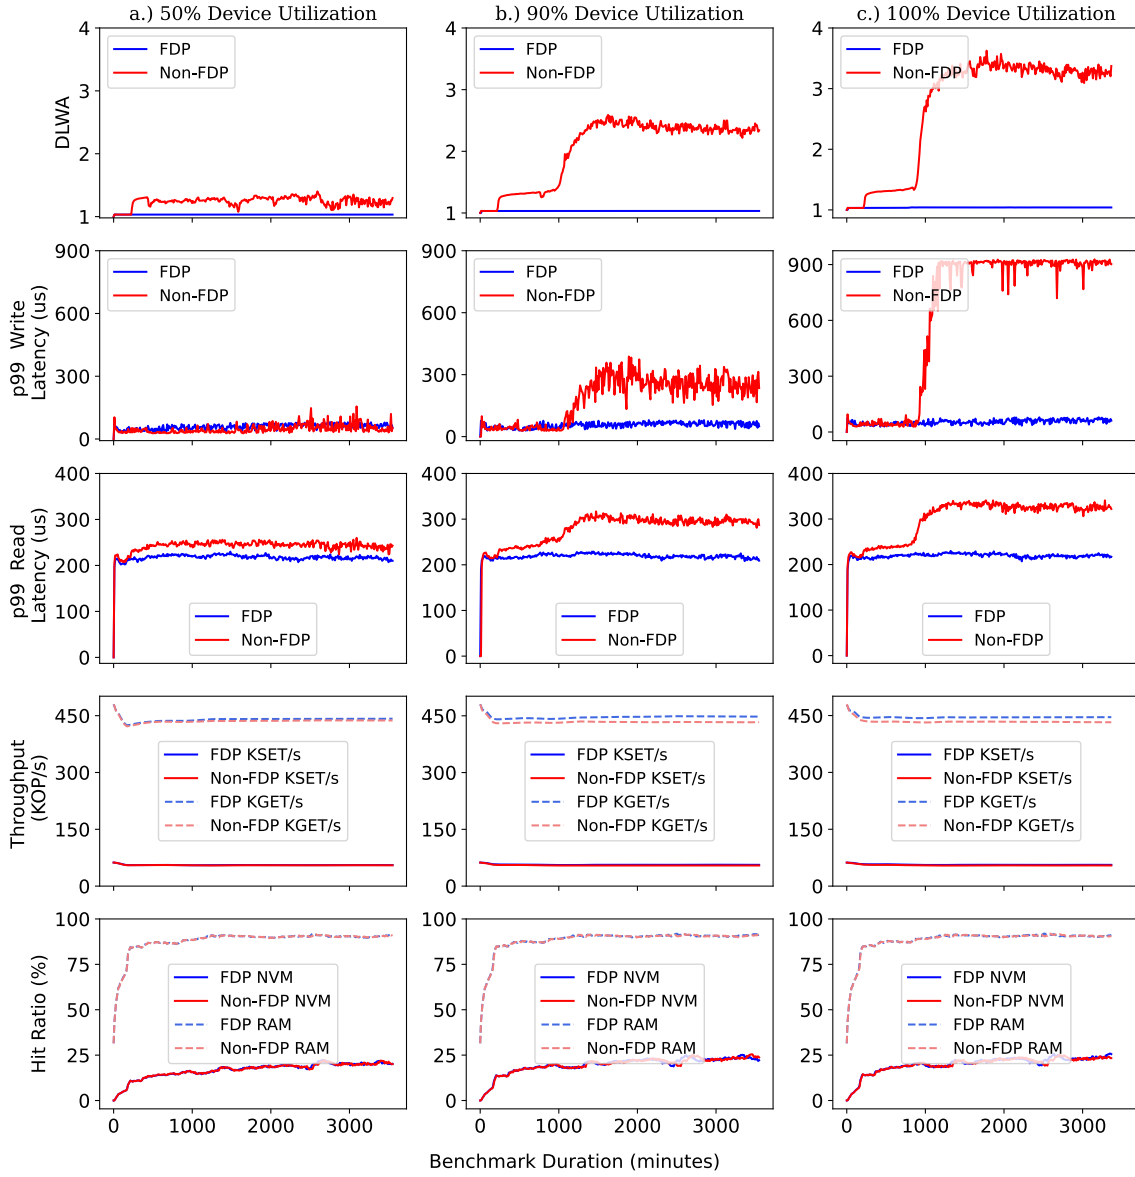 a.) 50% Device Utilization
b.) 90% Device Utilization
c.) 100% Device Utilization
DLWA
4
3
2
1
FDP
Non-FDP
4
3
2
1
FDP
Non-FDP
4
3
2
1
FDP
Non-FDP
p99 Write
Latency (us)
900
600
300
0
FDP
Non-FDP
900
600
300
0
FDP
Non-FDP
900
600
300
0
FDP
Non-FDP
p99 Read
Latency (us)
400
300
200
100
0
FDP
Non-FDP
400
300
200
100
0
FDP
Non-FDP
400
300
200
100
0
FDP
Non-FDP
Throughput
(KOP/s)
450
300
150
0
FDP KSET/s
Non-FDP KSET/s
FDP KGET/s
Non-FDP KGET/s
450
300
150
0
FDP KSET/s
Non-FDP KSET/s
FDP KGET/s
Non-FDP KGET/s
450
300
150
0
FDP KSET/s
Non-FDP KSET/s
FDP KGET/s
Non-FDP KGET/s
Hit Ratio (%)
100
75
50
25
0
FDP NVM
Non-FDP NVM
FDP RAM
Non-FDP RAM
0 1000 2000 3000
100
75
50
25
0
FDP NVM
Non-FDP NVM
FDP RAM
Non-FDP RAM
0 1000 2000 3000
100
75
50
25
0
FDP NVM
Non-FDP NVM
FDP RAM
Non-FDP RAM
0 1000 2000 3000
Benchmark Duration (minutes)